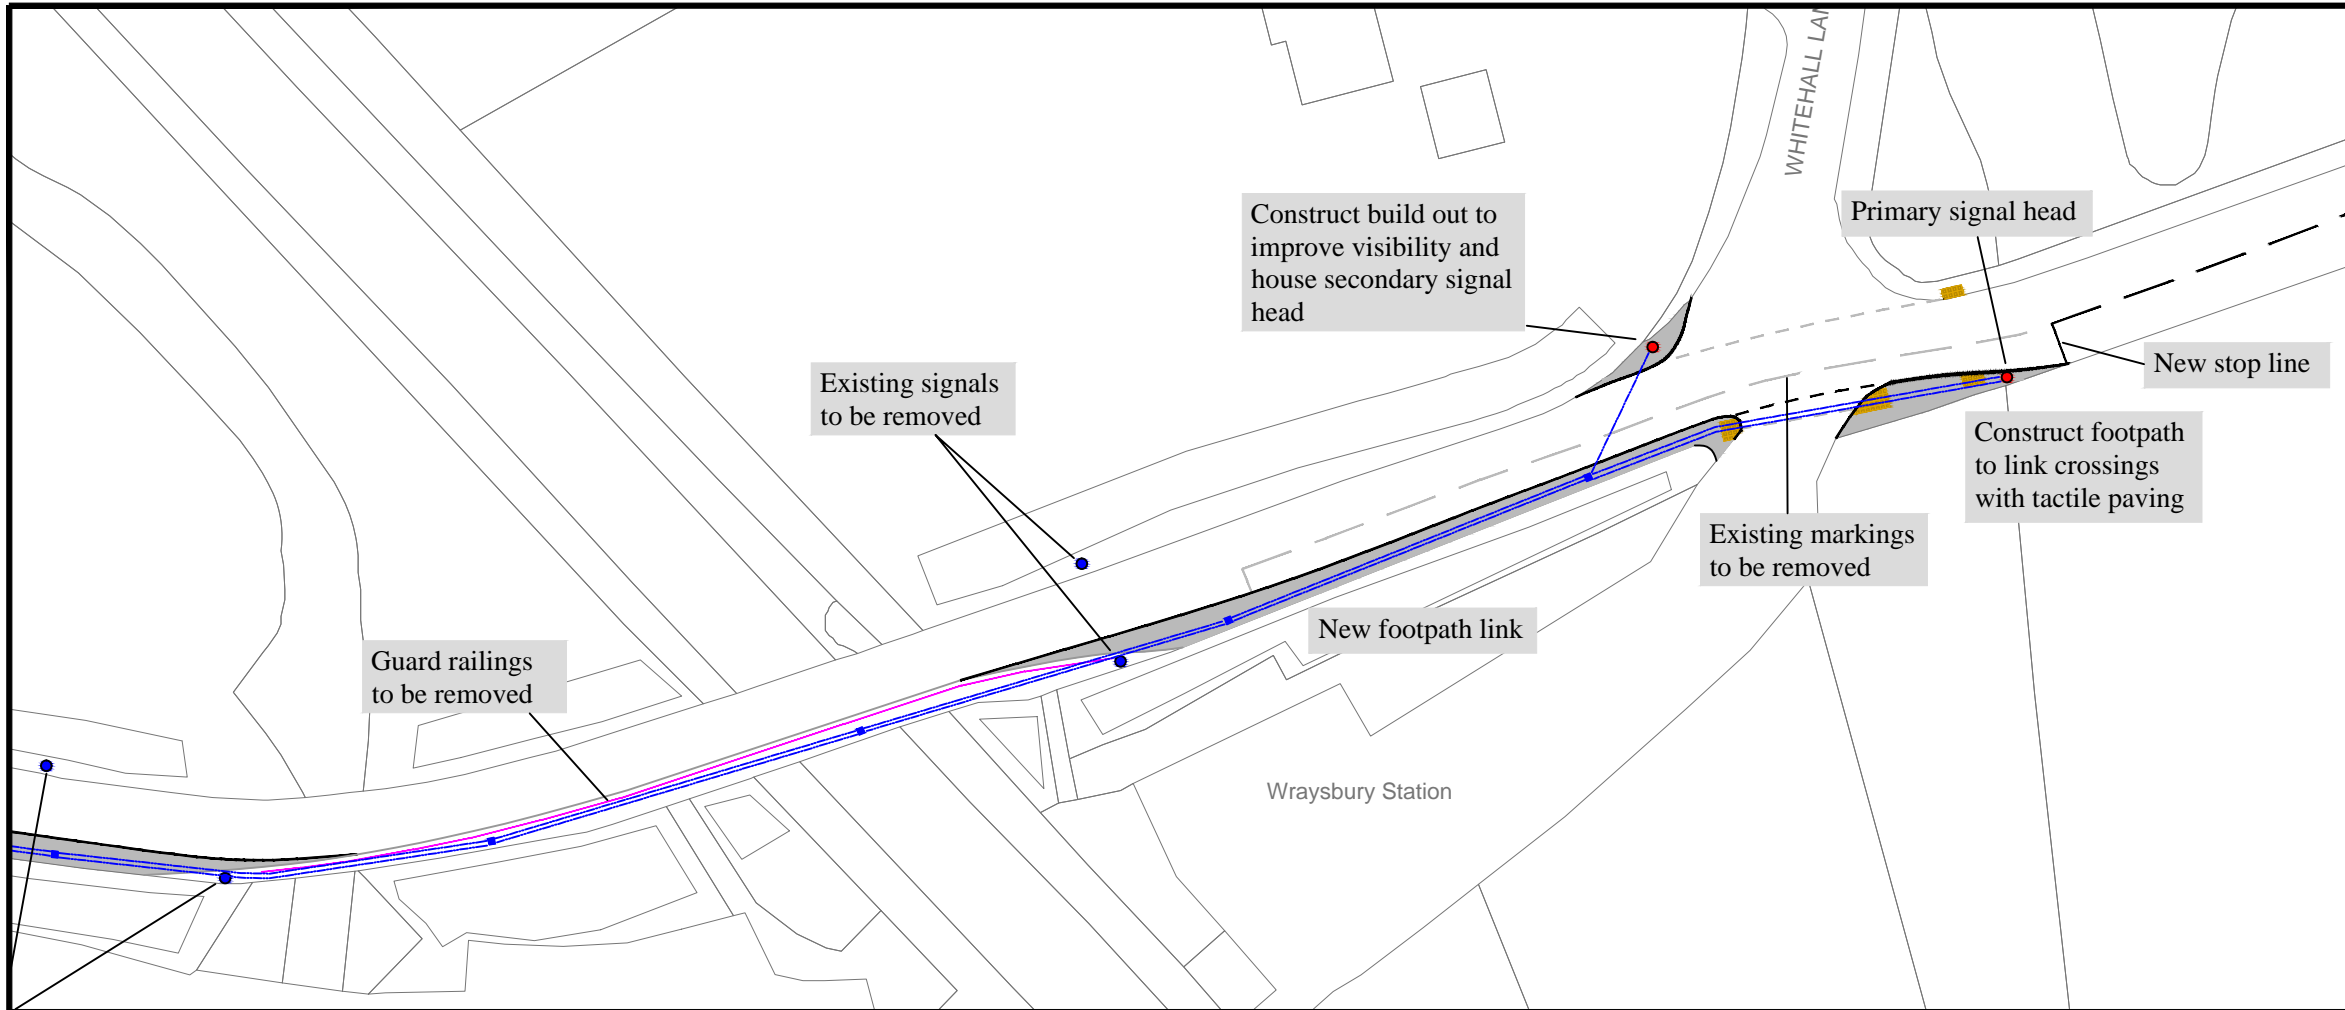 WHITEHALL LAN
Primary signal head
Construct build out to
improve visibility and
house secondary signal
head
New stop line
Existing signals
to be removed
Construct footpath
to link crossings
with tactile paving
Existing markings
to be removed
New footpath link
Guard railings
to be removed
Wraysbury Station